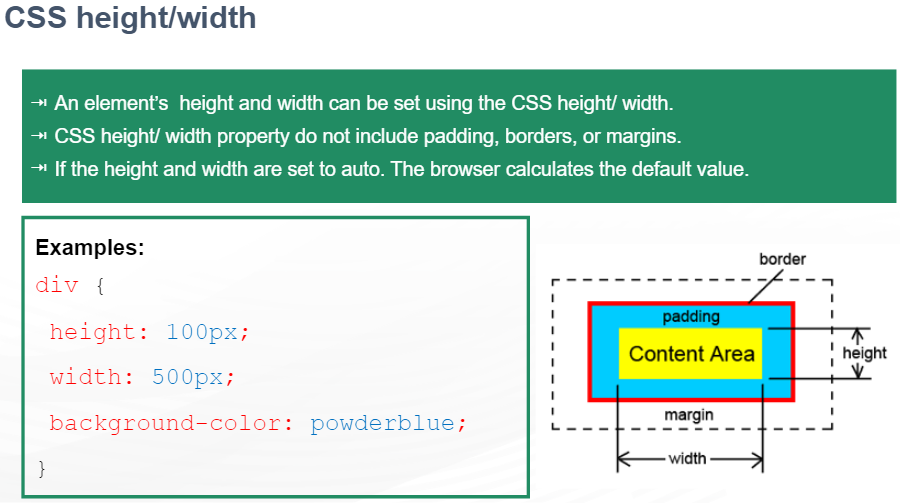 CSS height/width
⇥ An element's  height and width can be set using the CSS height/ width.
⇥ CSS height/ width property do not include padding, borders, or margins.
⇥ If the height and width are set to auto. The browser calculates the default value.
Examples:
div {
height: 100px;
width: 500px;
background-color: powderblue;
}
border
padding
Content Area
height
margin
width